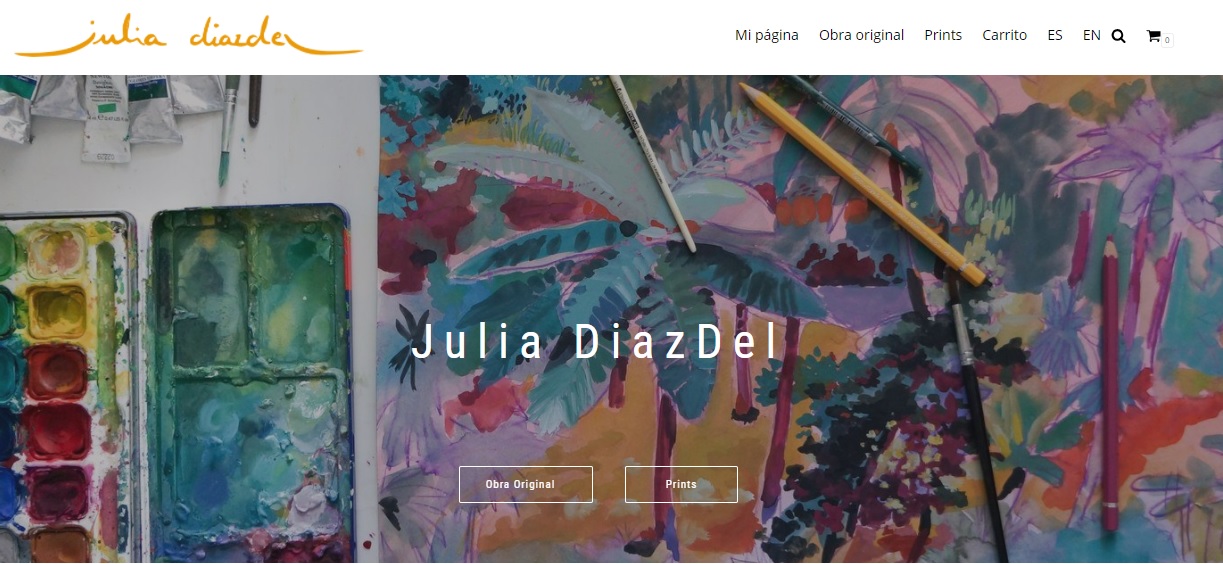 julia diazdel
Mi página Obra original Prints Carrito ES EN 0
Julia DiazDel
Obra Original Prints